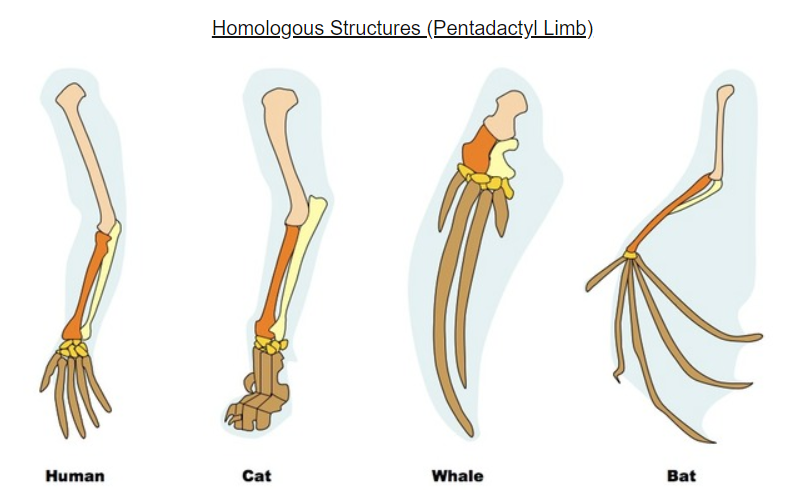 Homologous Structures (Pentadactyl Limb)
Human Cat Whale Bat